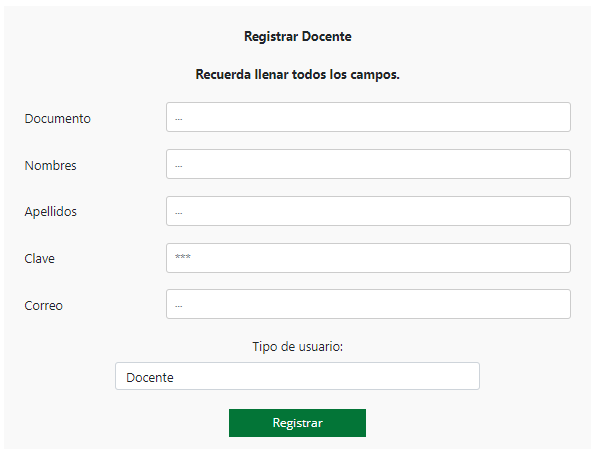 Registrar Docente
Recuerda llenar todos los campos.
Documento ...
Nombres ...
Apellidos ...
Clave ***
Correo ...
Tipo de usuario:
Docente
Registrar